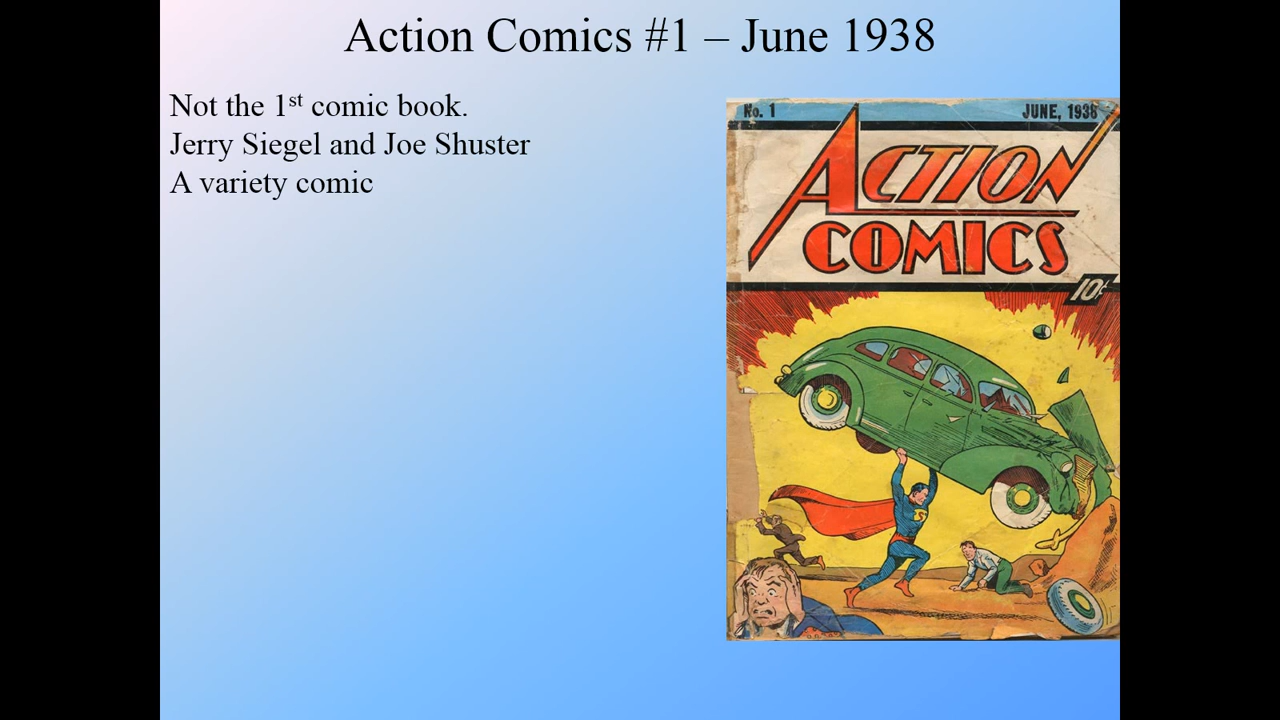 Action Comics #1 – June 1938
Not the 1st comic book.
Jerry Siegel and Joe Shuster
A variety comic
No. 1
JUNE, 1938
ACTION
COMICS
10¢
S